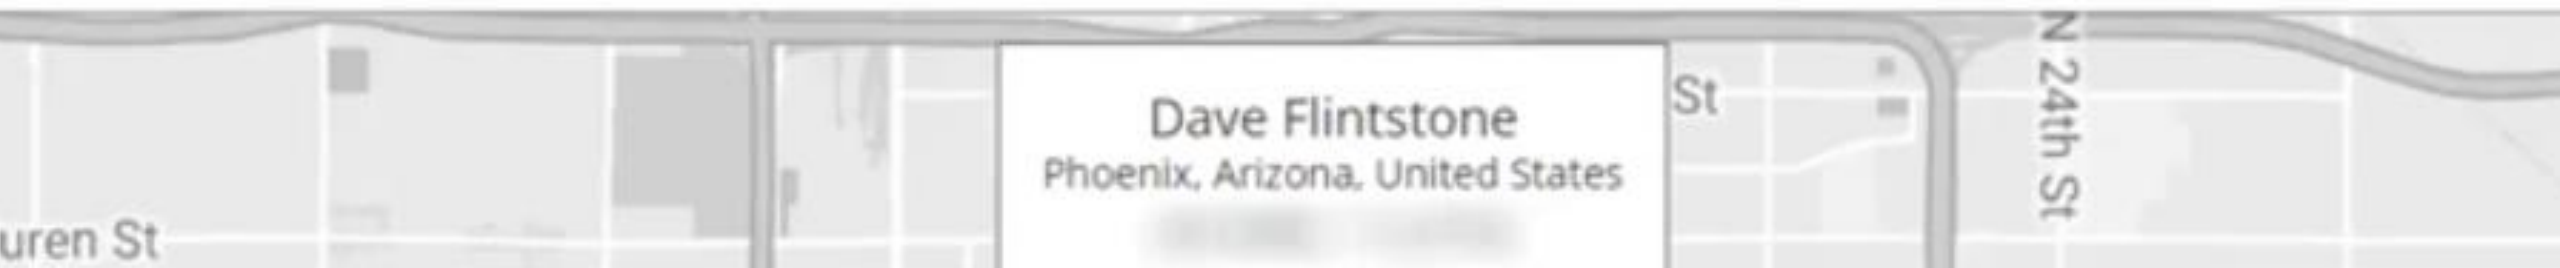 N 24th St
St
Dave Flintstone
Phoenix, Arizona, United States
uren St